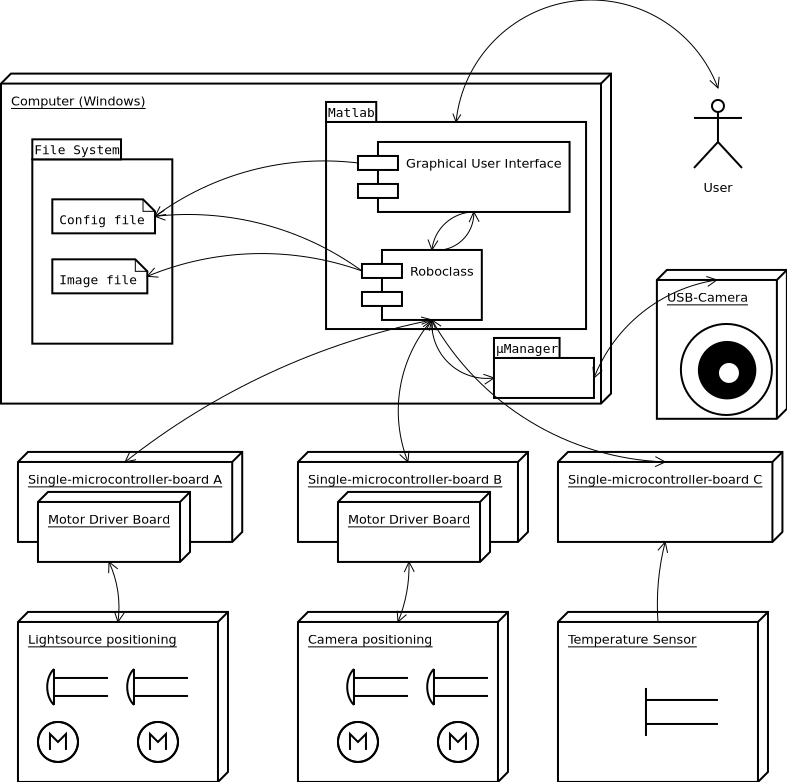 Computer (Windows)
Matlab
File System
Graphical User Interface
Config file
User
Image file
Roboclass
USB-Camera
µManager
Single-microcontroller-board A
Single-microcontroller-board B
Single-microcontroller-board C
Motor Driver Board
Motor Driver Board
Lightsource positioning
Camera positioning
Temperature Sensor
M
M
M
M